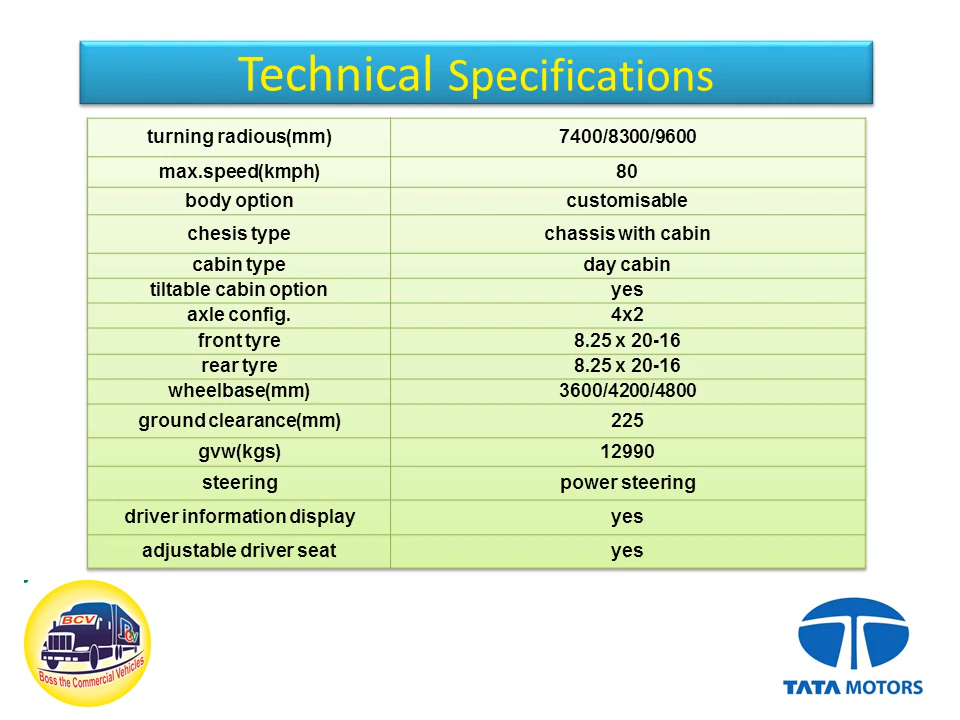 Technical Specifications
turning radious(mm) 7400/8300/9600
max.speed(kmph) 80
body option customisable
chesis type chassis with cabin
cabin type day cabin
tiltable cabin option yes
axle config. 4x2
front tyre 8.25 x 20-16
rear tyre 8.25 x 20-16
wheelbase(mm) 3600/4200/4800
ground clearance(mm) 225
gvw(kgs) 12990
steering power steering
driver information display yes
adjustable driver seat yes
BCV
Boss the Commercial Vehicles
TATA MOTORS